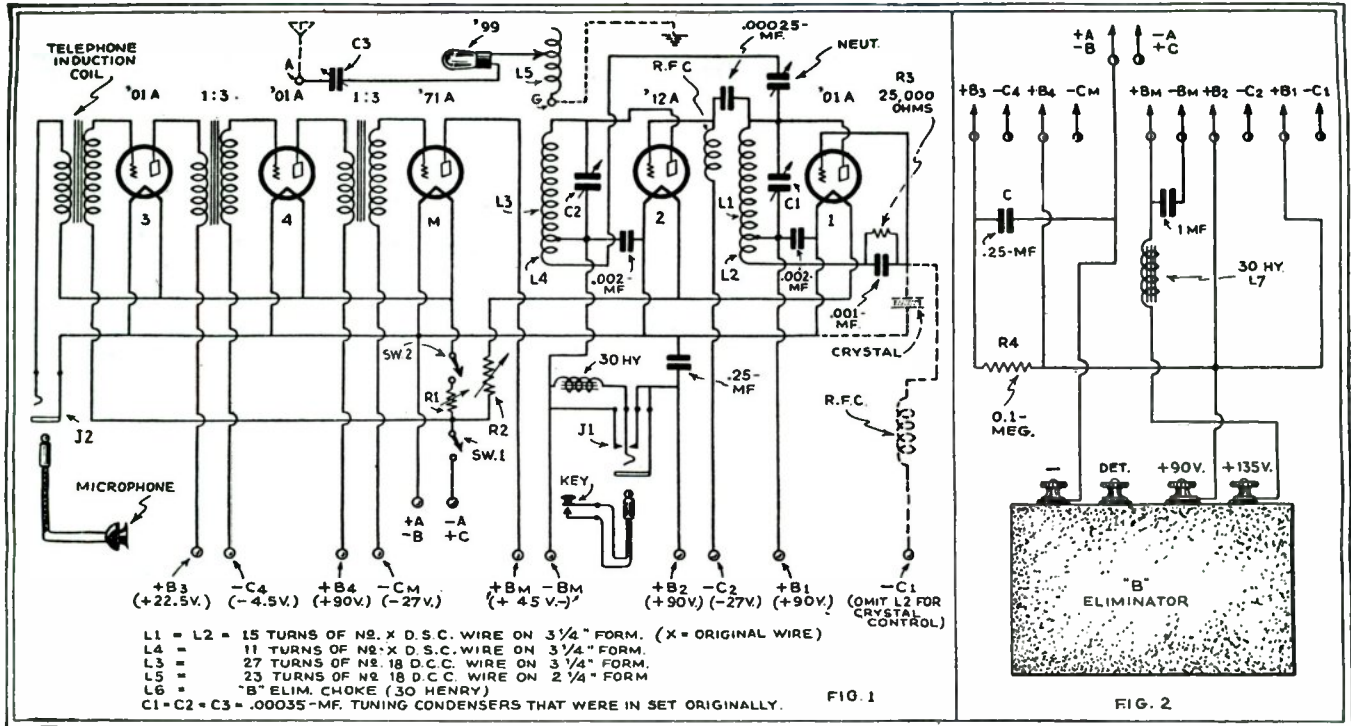 TELEPHONE
INDUCTION
COIL
A
C3
'99
L5
G
.00025-
MF.
NEUT.
R.F.C.
R3
25,000
OHMS
'01A
1:3
'01A
1:3
'71A
'12A
'01A
3
4
M
L3
C2
2
L1
C1
1
L4
.002-
MF
L2
.002-
MF
.001-
MF.
CRYSTAL
SW.2
R1
R2
30 HY
.25-
MF
J2
SW.1
J1
R.F.C.
MICROPHONE
KEY
+A
-B
-A
+C
+B3
(+22.5V.)
-C4
(-4.5V.)
+B4
(+90V.)
-CM
(-27V.)
+BM -BM
(+ 45 V.-)
+B2
(+90V.)
-C2
(-27V.)
+B1
(+90V.)
-C1
(OMIT L2 FOR
CRYSTAL
CONTROL)
L1 = L2 = 15 TURNS OF NO. X D.S.C. WIRE ON 3 1/4" FORM. (X = ORIGINAL WIRE)
L4 = 11 TURNS OF NO. X D.S.C. WIRE ON 3 1/4" FORM.
L3 = 27 TURNS OF NO. 18 D.C.C. WIRE ON 3 1/4" FORM.
L5 = 23 TURNS OF NO. 18 D.C.C. WIRE ON 2 1/4" FORM
L6 = "B" ELIM. CHOKE (30 HENRY)
C1 = C2 = C3 = .00035-MF. TUNING CONDENSERS THAT WERE IN SET ORIGINALLY.
FIG. 1
+A
-B
-A
+C
+B3 -C4 +B4 -CM
+BM -BM +B2 -C2 +B1 -C1
C
.25-MF
1 MF
30 HY.
L7
R4
0.1-
MEG.
-
DET.
+90V.
+135V.
"B"
ELIMINATOR
FIG. 2